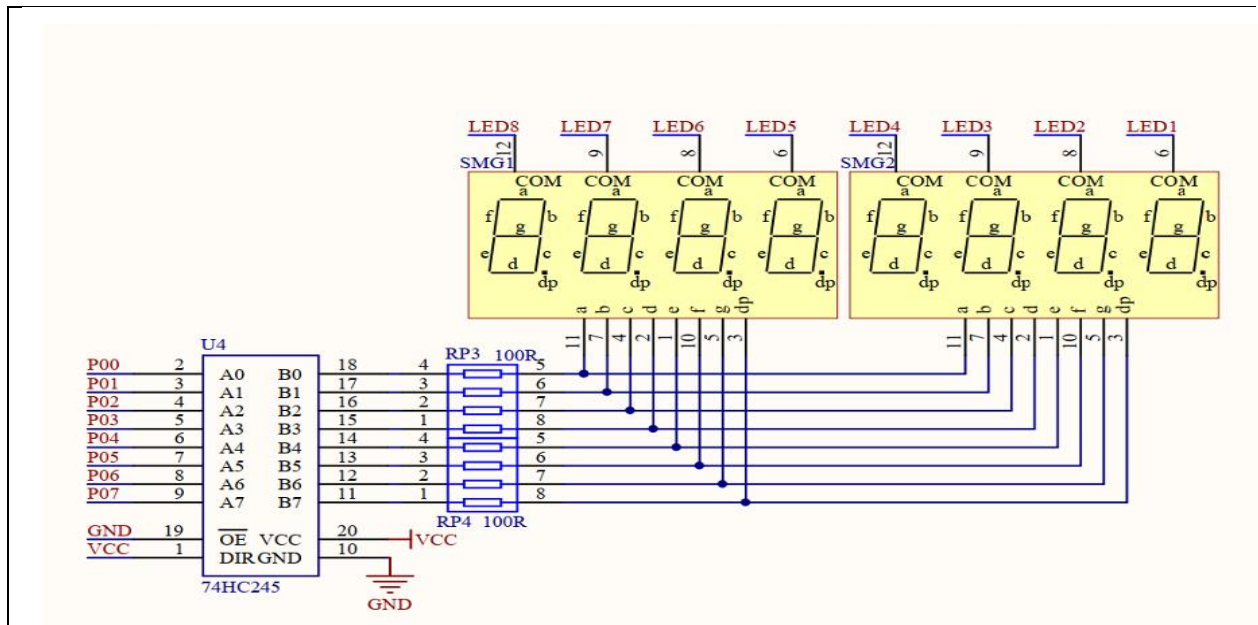 LED8 LED7 LED6 LED5 LED4 LED3 LED2 LED1
12 9 8 6 12 9 8 6
SMG1 SMG2
COM COM COM COM COM COM COM COM
a a a a a a a a
f b f b f b f b f b f b f b f b
g g g g g g g g
e c e c e c e c e c e c e c e c
d d d d d d d d
dp dp dp dp dp dp dp dp
a b c d e f g dp a b c d e f g dp
11 7 4 2 1 10 5 3 11 7 4 2 1 10 5 3
U4 RP3 100R
P00 2 A0 B0 18 4 5
P01 3 A1 B1 17 3 6
P02 4 A2 B2 16 2 7
P03 5 A3 B3 15 1 8
P04 6 A4 B4 14 4 5
P05 7 A5 B5 13 3 6
P06 8 A6 B6 12 2 7
P07 9 A7 B7 11 1 8
RP4 100R
GND 19 OE VCC 20 VCC
VCC 1 DIR GND 10
74HC245
GND